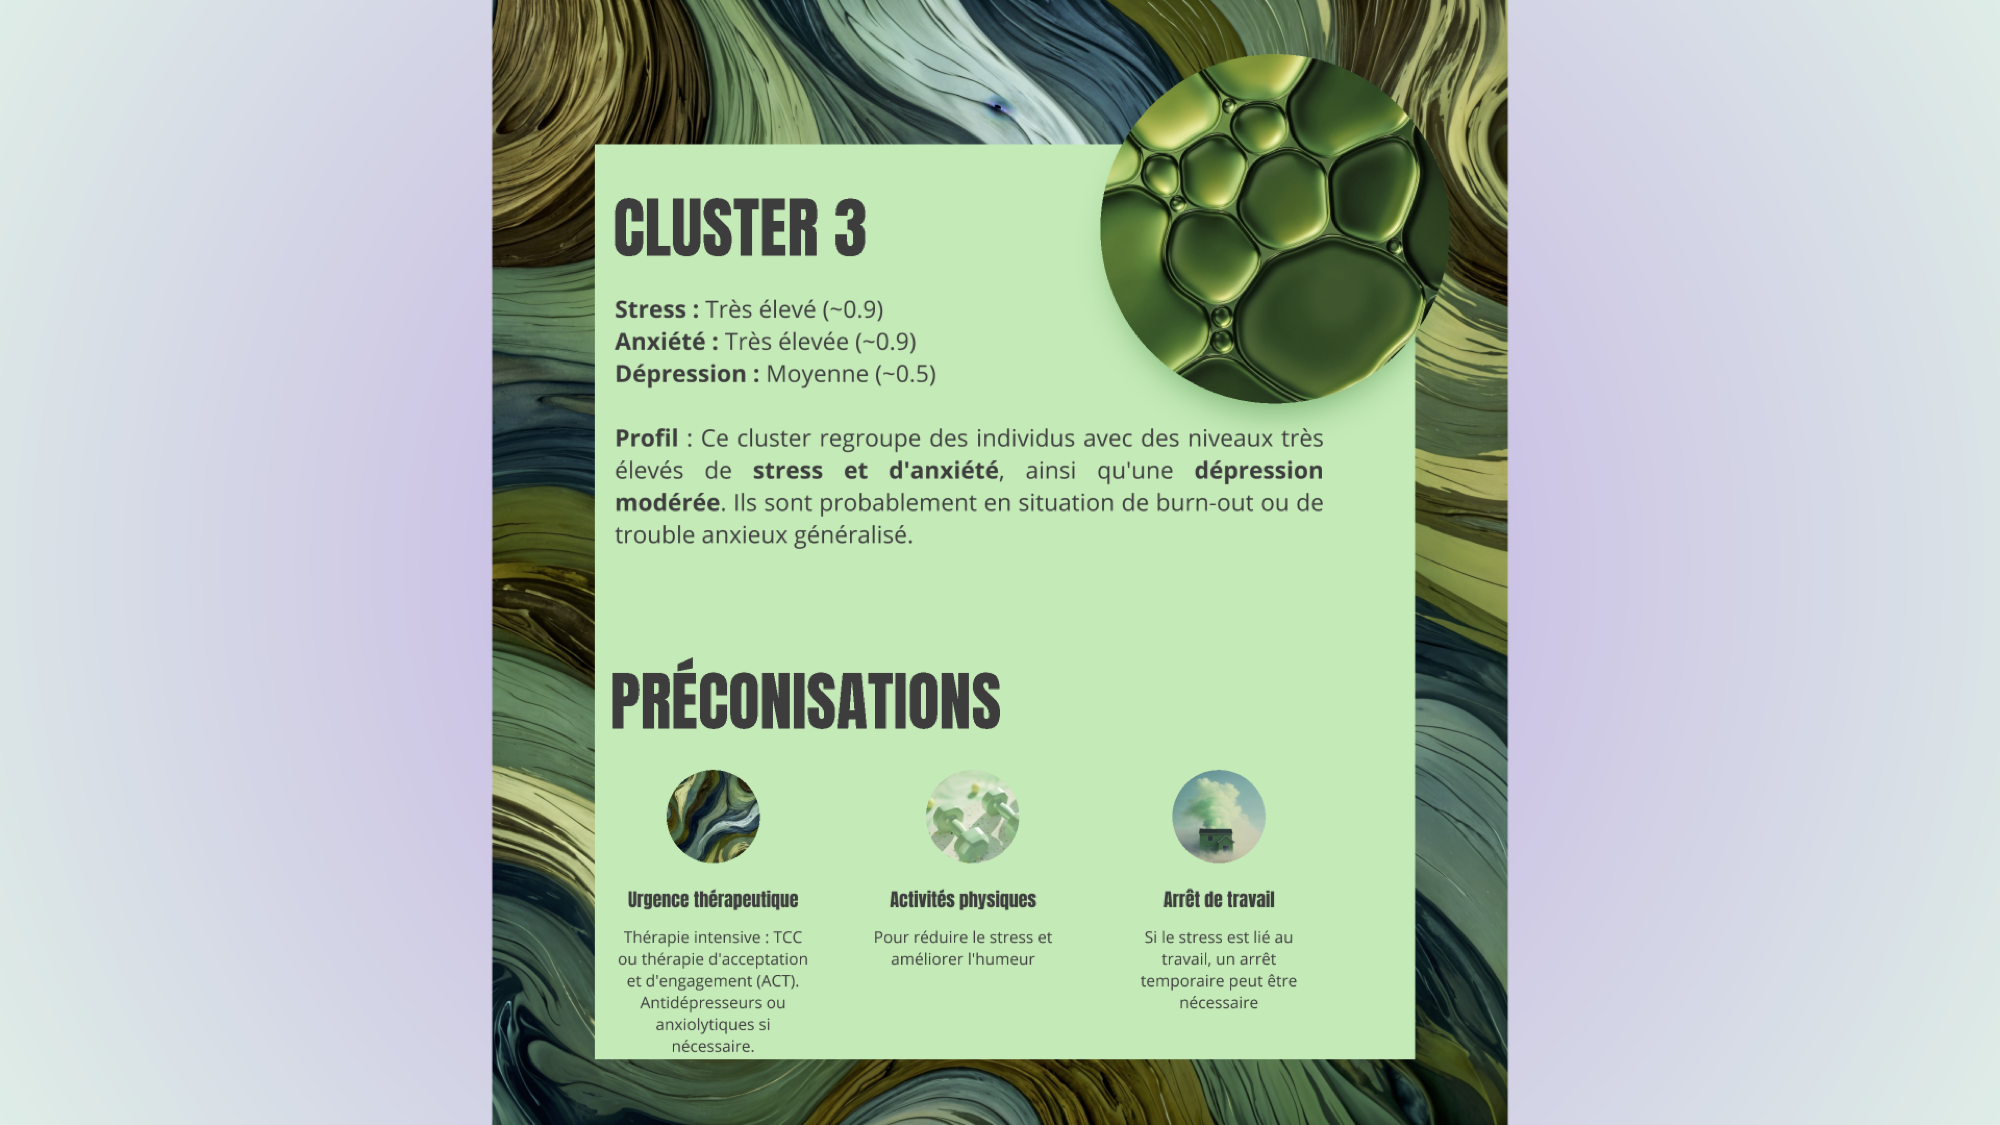 CLUSTER 3
Stress : Très élevé (~0.9)
Anxiété : Très élevée (~0.9)
Dépression : Moyenne (~0.5)
Profil : Ce cluster regroupe des individus avec des niveaux très
élevés de stress et d'anxiété, ainsi qu'une dépression
modérée. Ils sont probablement en situation de burn-out ou de
trouble anxieux généralisé.
PRÉCONISATIONS
Urgence thérapeutique
Thérapie intensive : TCC
ou thérapie d'acceptation
et d'engagement (ACT).
Antidépresseurs ou
anxiolytiques si
nécessaire.
Activités physiques
Pour réduire le stress et
améliorer l'humeur
Arrêt de travail
Si le stress est lié au
travail, un arrêt
temporaire peut être
nécessaire